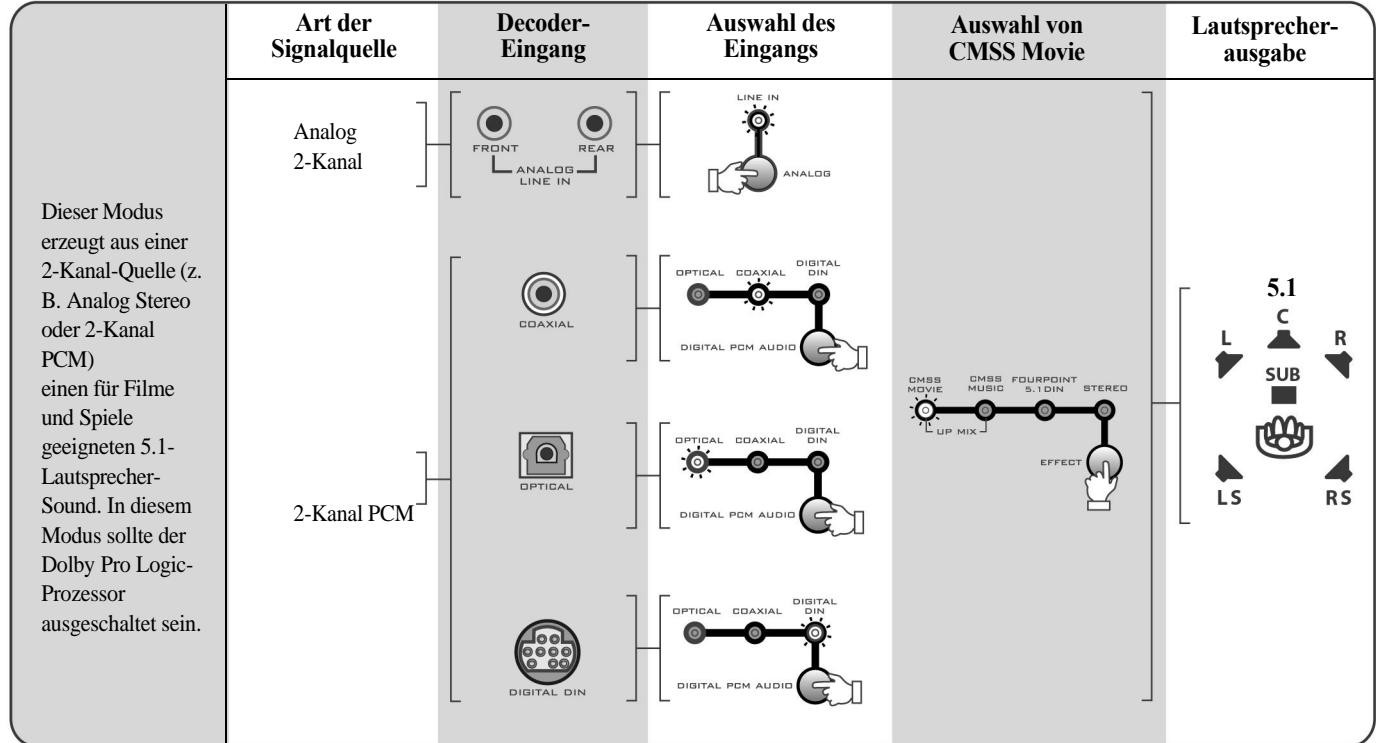 Art der
Signalquelle
Decoder-
Eingang
Auswahl des
Eingangs
Auswahl von
CMSS Movie
Lautsprecher-
ausgabe
Dieser Modus
erzeugt aus einer
2-Kanal-Quelle (z.
B. Analog Stereo
oder 2-Kanal
PCM)
einen für Filme
und Spiele
geeigneten 5.1-
Lautsprecher-
Sound. In diesem
Modus sollte der
Dolby Pro Logic-
Prozessor
ausgeschaltet sein.
Analog
2-Kanal
2-Kanal PCM
FRONT
REAR
ANALOG
LINE IN
COAXIAL
OPTICAL
DIGITAL DIN
LINE IN
ANALOG
OPTICAL COAXIAL DIGITAL
DIN
DIGITAL PCM AUDIO
OPTICAL COAXIAL DIGITAL
DIN
DIGITAL PCM AUDIO
OPTICAL COAXIAL DIGITAL
DIN
DIGITAL PCM AUDIO
CMSS
MOVIE
CMSS
MUSIC
FOURPOINT
5.1DIN
STEREO
UP MIX
EFFECT
5.1
C
L
R
SUB
LS
RS